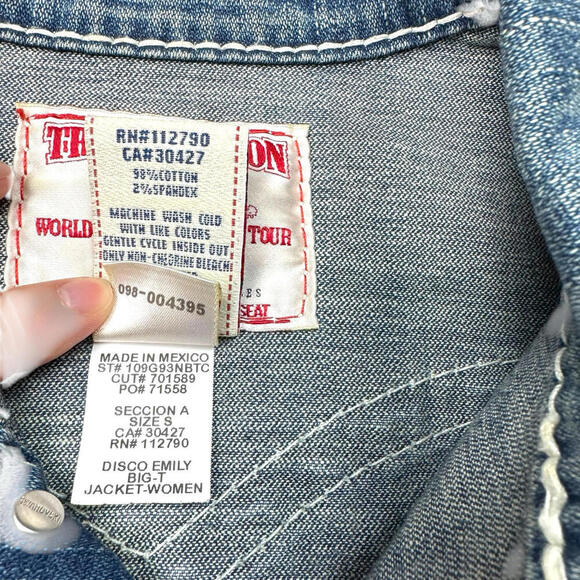 RN#112790
CA#30427
98%COTTON
2%SPANDEX
MACHINE WASH COLD
WITH LIKE COLORS
GENTLE CYCLE INSIDE OUT
ONLY NON-CHLORINE BLEACH
WORLD
TOUR
SEAT
098-004395
MADE IN MEXICO
ST# 109G93NBTC
CUT# 701589
PO# 71558
SECCION A
SIZE S
CA# 30427
RN# 112790
DISCO EMILY
BIG-T
JACKET-WOMEN